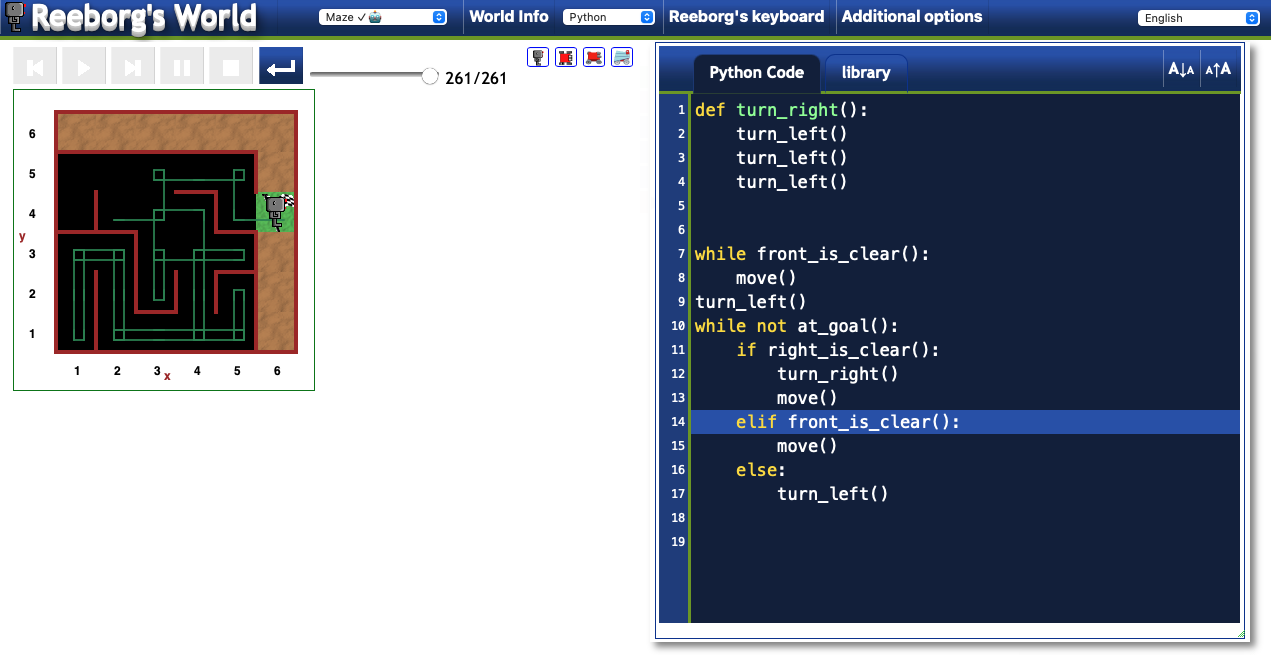 Reeborg's World
Maze ✓ 🤖
World Info
Python
Reeborg's keyboard
Additional options
English
261/261
6
5
4
y
3
2
1
1 2 3 x 4 5 6
Python Code
library
A↓A A↑A
1 def turn_right():
2     turn_left()
3     turn_left()
4     turn_left()
5
6
7 while front_is_clear():
8     move()
9 turn_left()
10 while not at_goal():
11     if right_is_clear():
12         turn_right()
13         move()
14     elif front_is_clear():
15         move()
16     else:
17         turn_left()
18
19